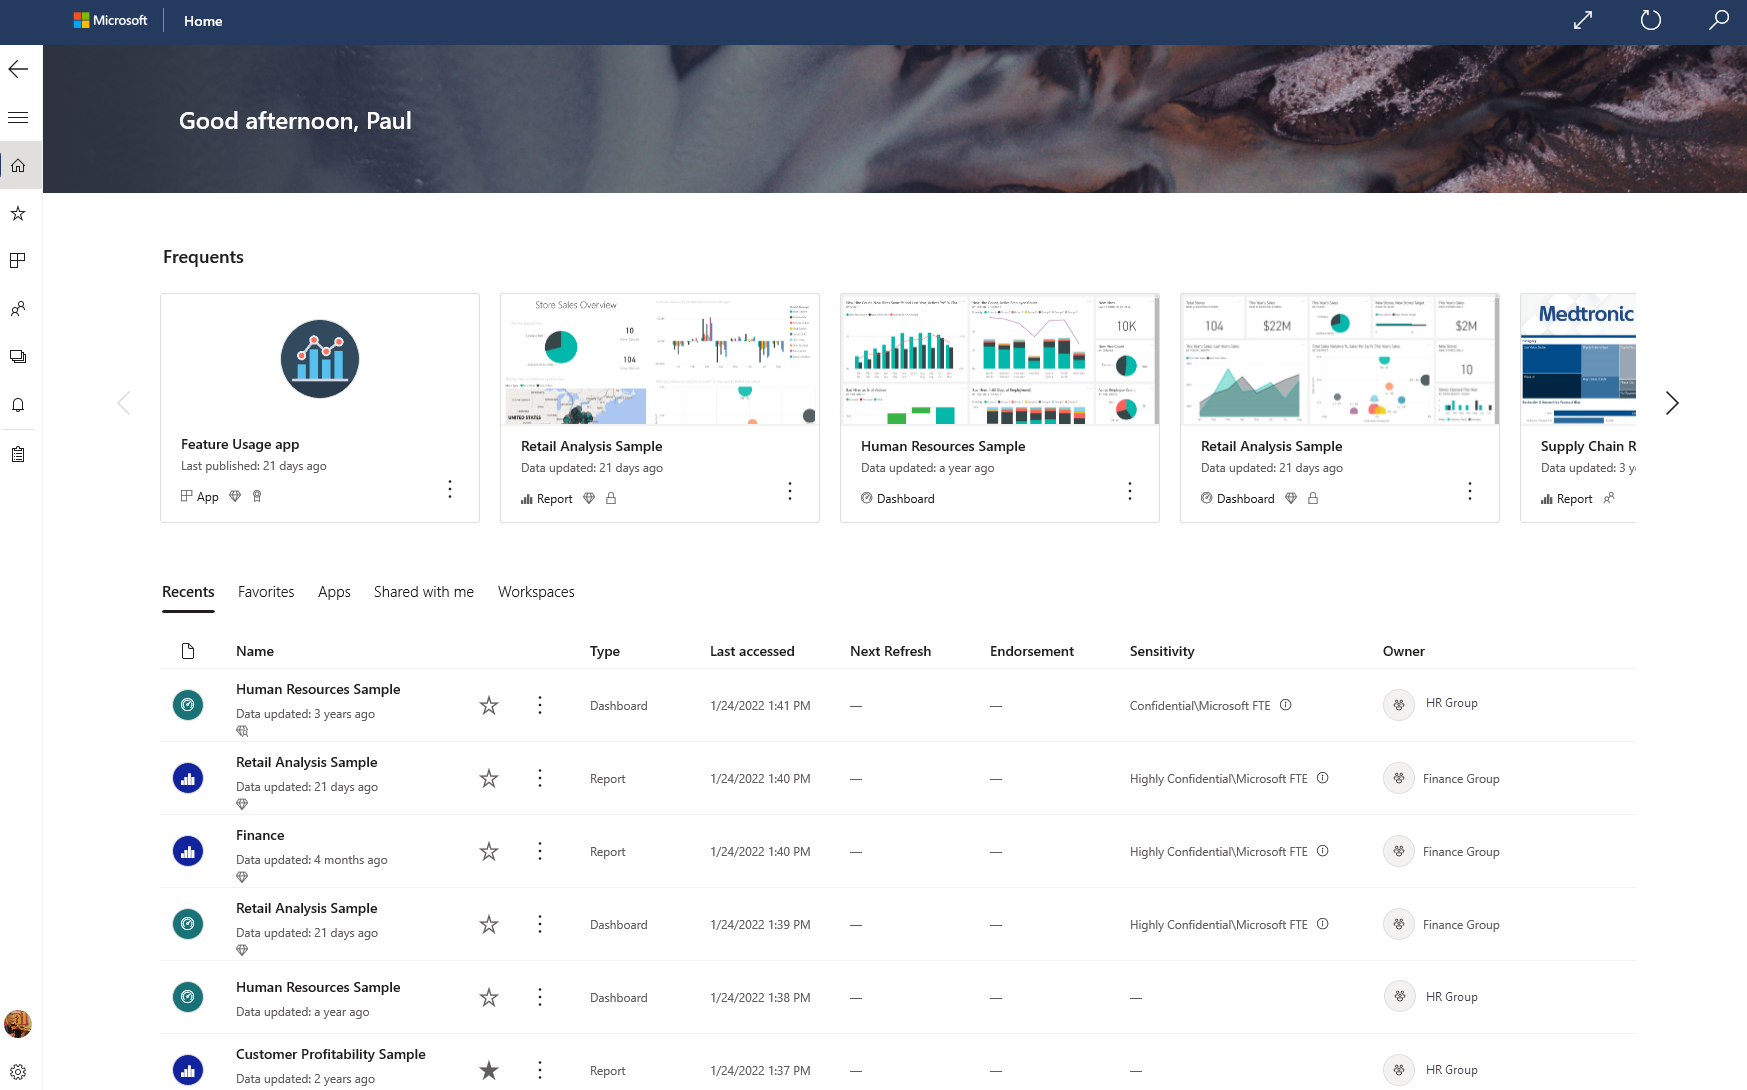 Microsoft
Home
Good afternoon, Paul
Frequents
Feature Usage app
Last published: 21 days ago
App
Store Sales Overview
10
104
UNITED STATES
Retail Analysis Sample
Data updated: 21 days ago
Report
10K
Human Resources Sample
Data updated: a year ago
Dashboard
104
$22M
$2M
10
Retail Analysis Sample
Data updated: 21 days ago
Dashboard
Medtronic
Supply Chain R
Data updated: 3 y
Report
Recents Favorites Apps Shared with me Workspaces
Name Type Last accessed Next Refresh Endorsement Sensitivity Owner
Human Resources Sample
Data updated: 3 years ago
Dashboard 1/24/2022 1:41 PM — — Confidential\Microsoft FTE HR Group
Retail Analysis Sample
Data updated: 21 days ago
Report 1/24/2022 1:40 PM — — Highly Confidential\Microsoft FTE Finance Group
Finance
Data updated: 4 months ago
Report 1/24/2022 1:40 PM — — Highly Confidential\Microsoft FTE Finance Group
Retail Analysis Sample
Data updated: 21 days ago
Dashboard 1/24/2022 1:39 PM — — Highly Confidential\Microsoft FTE Finance Group
Human Resources Sample
Data updated: a year ago
Dashboard 1/24/2022 1:38 PM — — — HR Group
Customer Profitability Sample
Data updated: 2 years ago
Report 1/24/2022 1:37 PM — — — HR Group